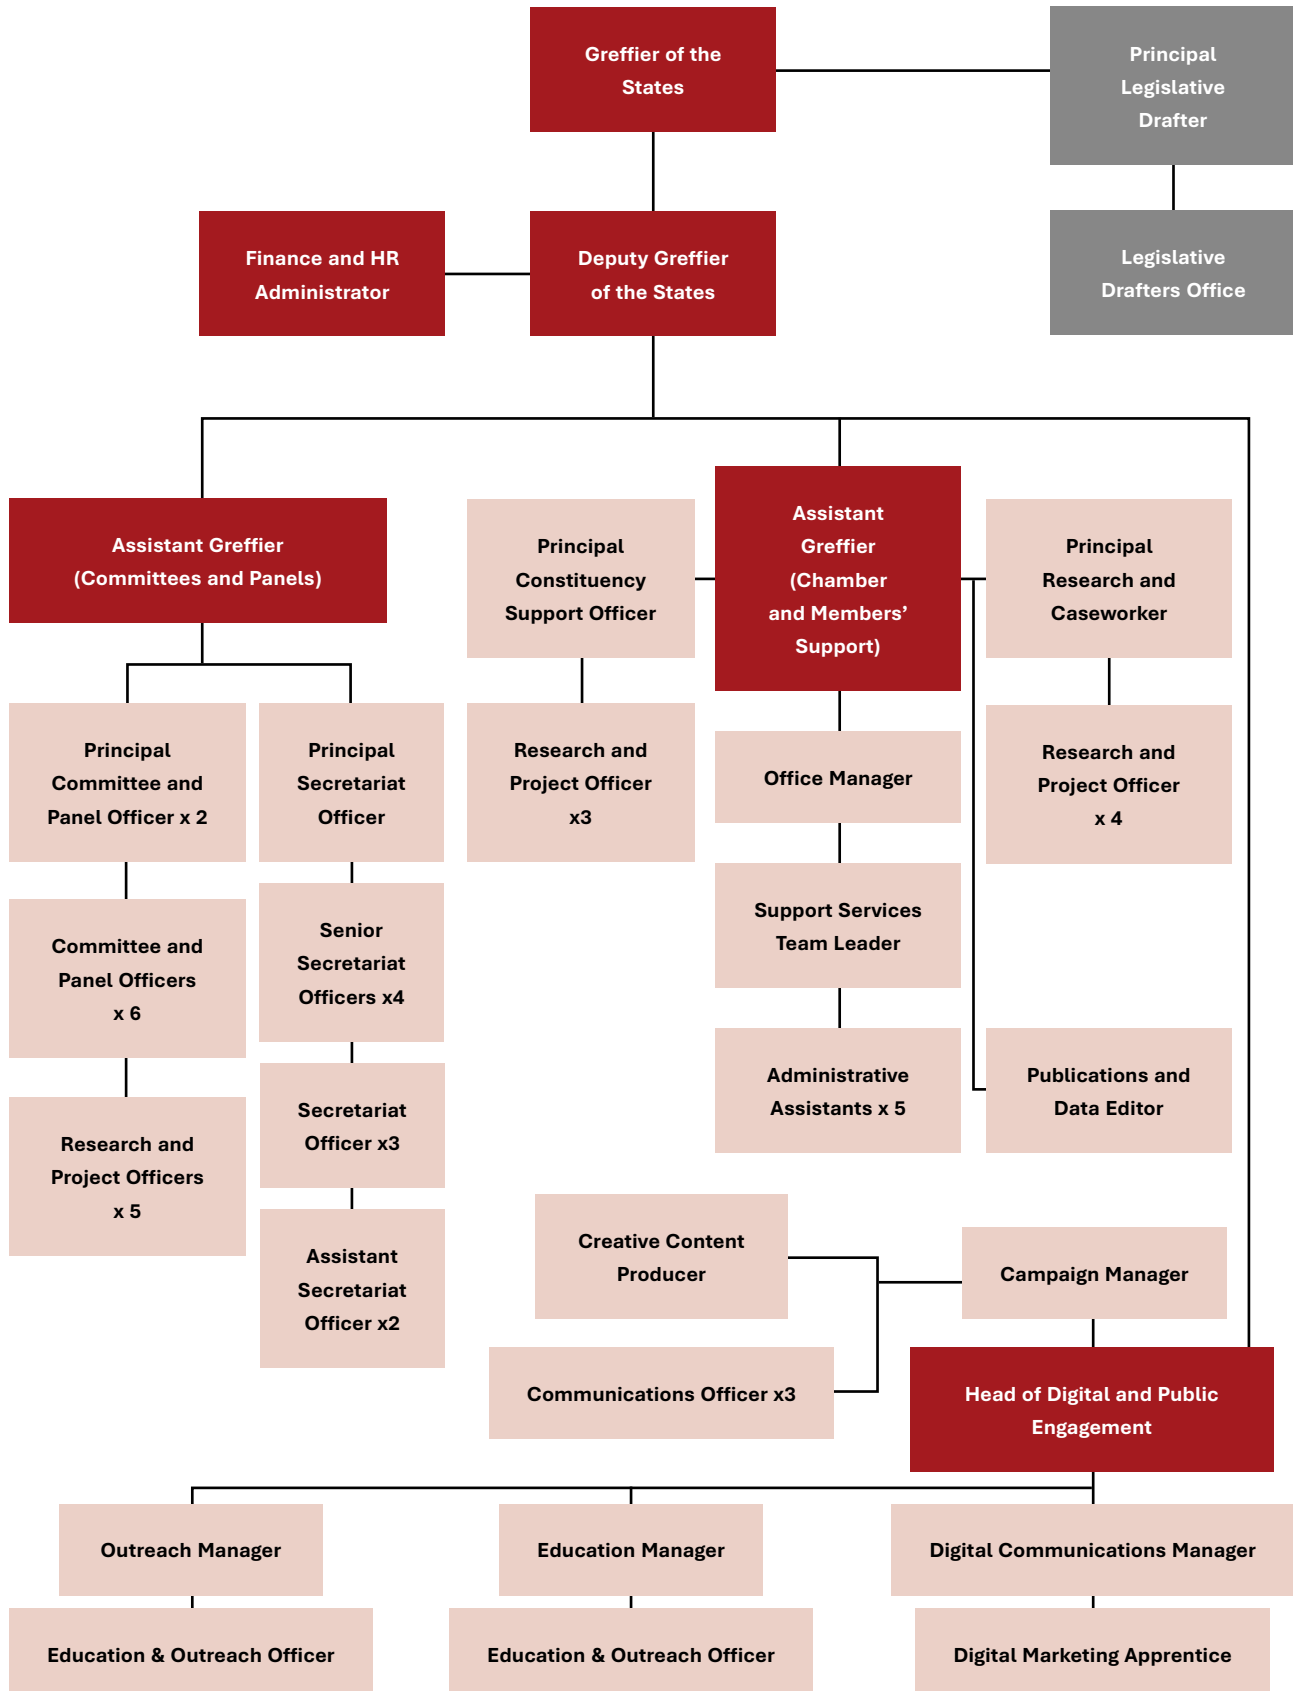 Greffier of the
States
Principal
Legislative
Drafter
Finance and HR
Administrator
Deputy Greffier
of the States
Legislative
Drafters Office
Assistant Greffier
(Committees and Panels)
Principal
Constituency
Support Officer
Assistant
Greffier
(Chamber
and Members’
Support)
Principal
Research and
Caseworker
Principal
Committee and
Panel Officer x 2
Principal
Secretariat
Officer
Research and
Project Officer
x3
Office Manager
Research and
Project Officer
x 4
Committee and
Panel Officers
x 6
Senior
Secretariat
Officers x4
Support Services
Team Leader
Research and
Project Officers
x 5
Secretariat
Officer x3
Administrative
Assistants x 5
Publications and
Data Editor
Assistant
Secretariat
Officer x2
Creative Content
Producer
Campaign Manager
Communications Officer x3
Head of Digital and Public
Engagement
Outreach Manager
Education Manager
Digital Communications Manager
Education & Outreach Officer
Education & Outreach Officer
Digital Marketing Apprentice